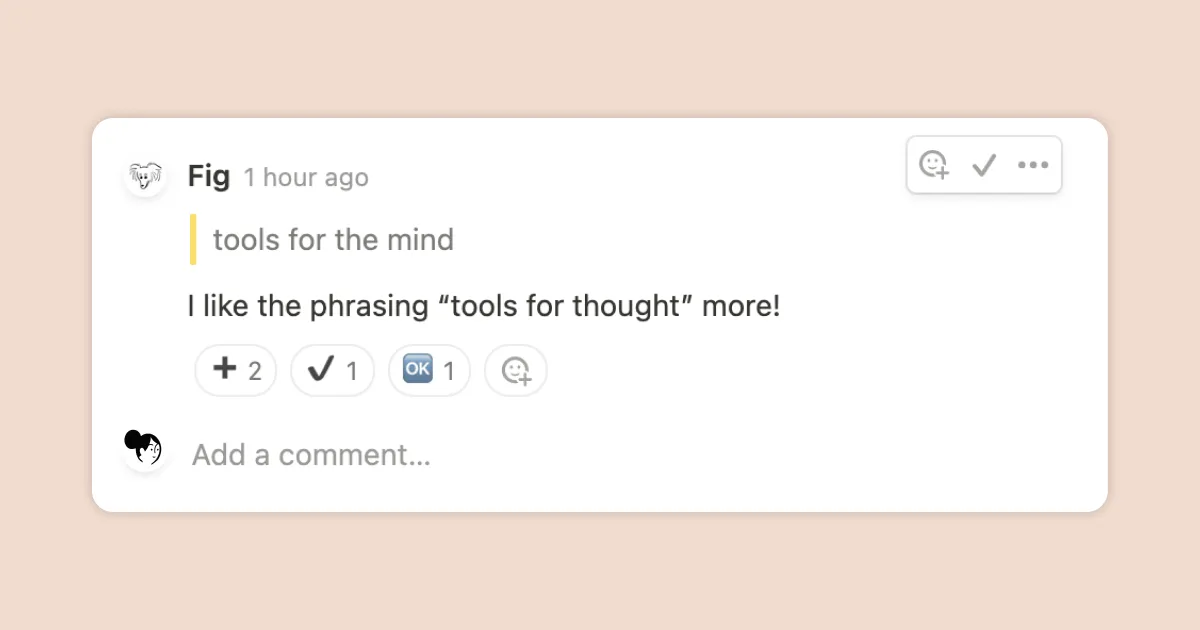 Fig 1 hour ago
tools for the mind
I like the phrasing “tools for thought” more!
➕ 2 ✔️ 1 🆗 1
Add a comment...